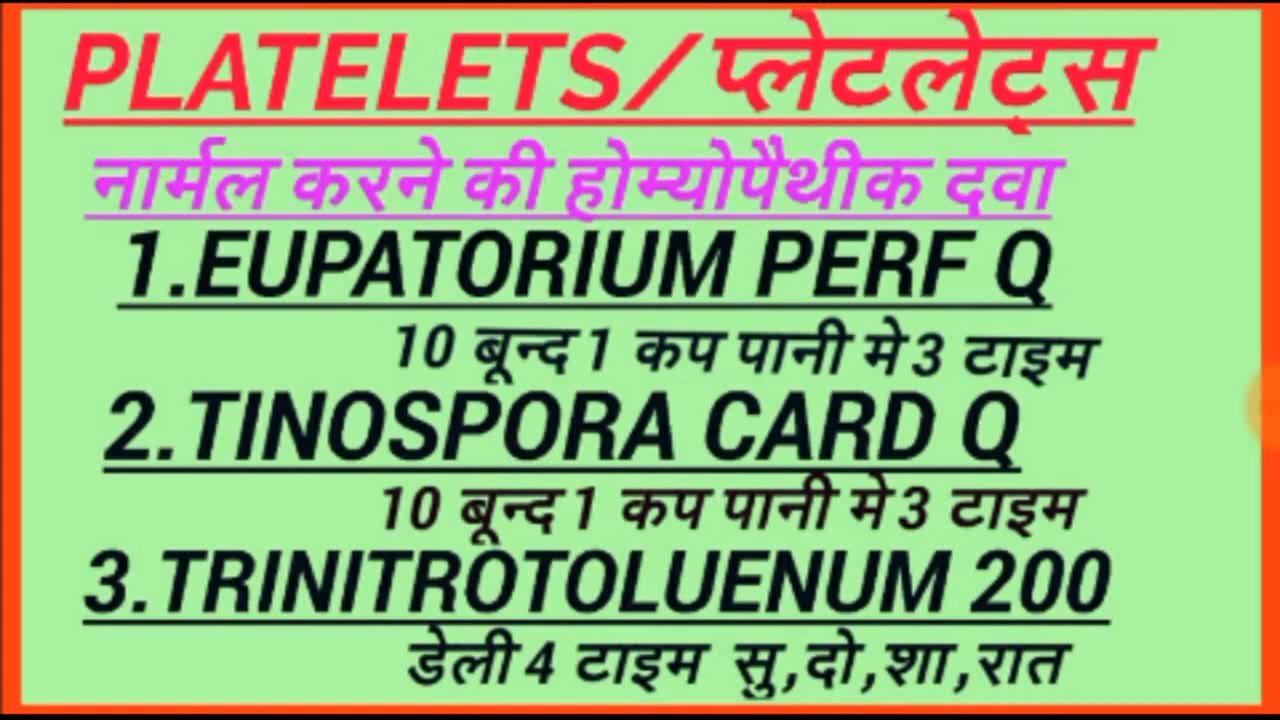 PLATELETS/प्लेटलेट्स
नार्मल करने की होम्योपैथीक दवा
1.EUPATORIUM PERF Q
10 बून्द 1 कप पानी मे 3 टाइम
2.TINOSPORA CARD Q
10 बून्द 1 कप पानी मे 3 टाइम
3.TRINITROTOLUENUM 200
डेली 4 टाइम सु,दो,शा,रात